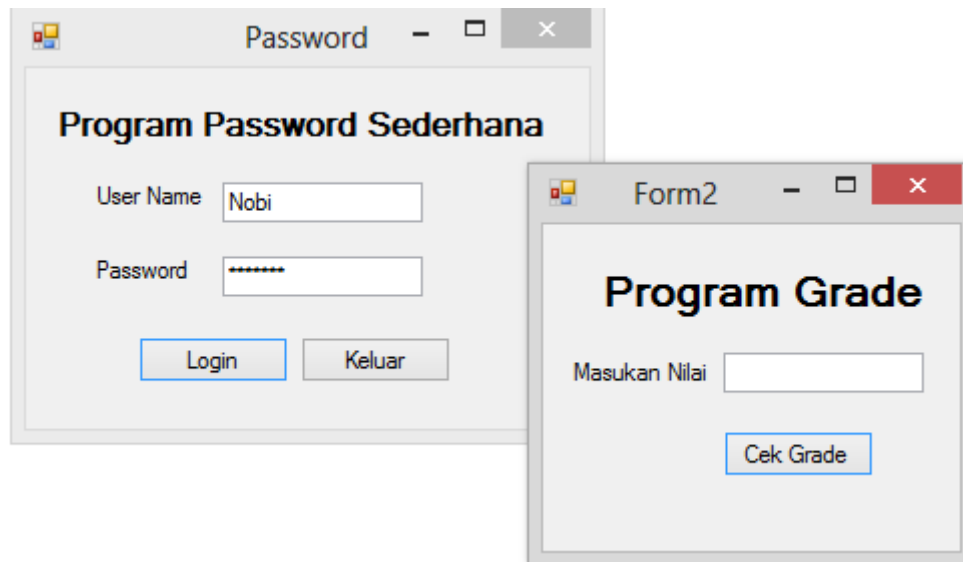 Password
Program Password Sederhana
User Name Nobi
Password *******
Login Keluar
Form2
Program Grade
Masukan Nilai
Cek Grade